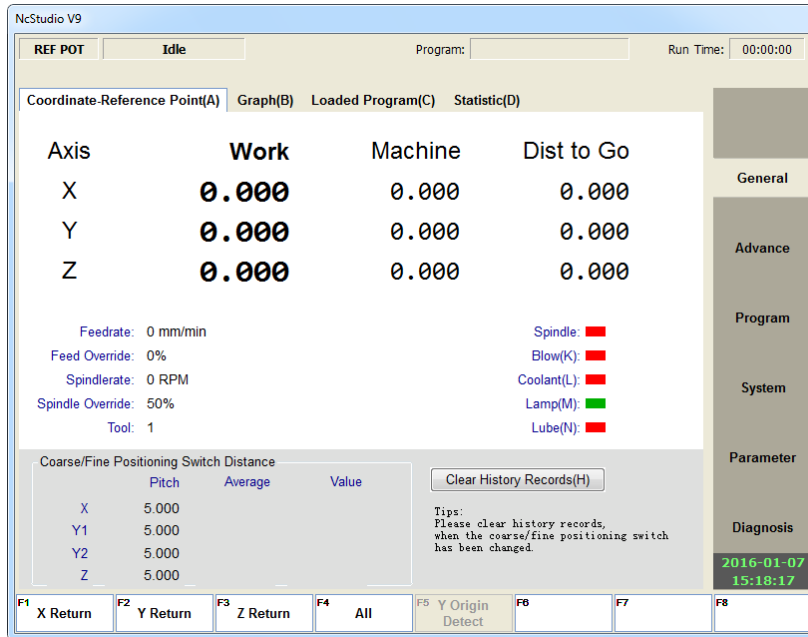 NcStudio V9
REF POT Idle Program: Run Time: 00:00:00
Coordinate-Reference Point(A) Graph(B) Loaded Program(C) Statistic(D)
Axis Work Machine Dist to Go
X 0.000 0.000 0.000
Y 0.000 0.000 0.000
Z 0.000 0.000 0.000
Feedrate: 0 mm/min Spindle:
Feed Override: 0% Blow(K):
Spindlerate: 0 RPM Coolant(L):
Spindle Override: 50% Lamp(M):
Tool: 1 Lube(N):
General
Advance
Program
System
Parameter
Diagnosis
2016-01-07
15:18:17
Coarse/Fine Positioning Switch Distance
Pitch Average Value
X 5.000
Y1 5.000
Y2 5.000
Z 5.000
Clear History Records(H)
Tips:
Please clear history records,
when the coarse/fine positioning switch
has been changed.
F1 X Return F2 Y Return F3 Z Return F4 All F5 Y Origin Detect F6 F7 F8